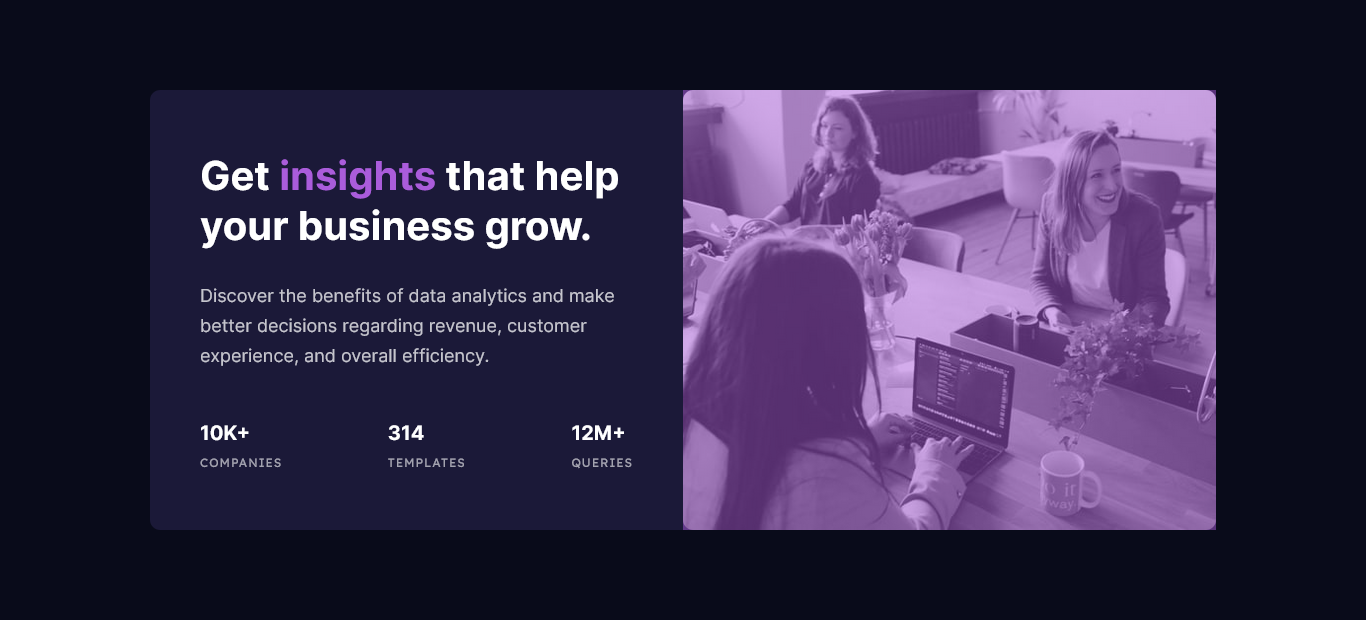 Get insights that help
your business grow.
Discover the benefits of data analytics and make
better decisions regarding revenue, customer
experience, and overall efficiency.
10K+ 314 12M+
COMPANIES TEMPLATES QUERIES